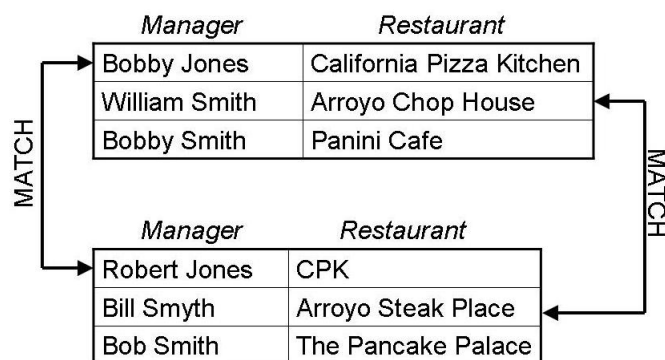 Manager Restaurant
Bobby Jones California Pizza Kitchen
William Smith Arroyo Chop House
Bobby Smith Panini Cafe
MATCH
MATCH
Manager Restaurant
Robert Jones CPK
Bill Smyth Arroyo Steak Place
Bob Smith The Pancake Palace